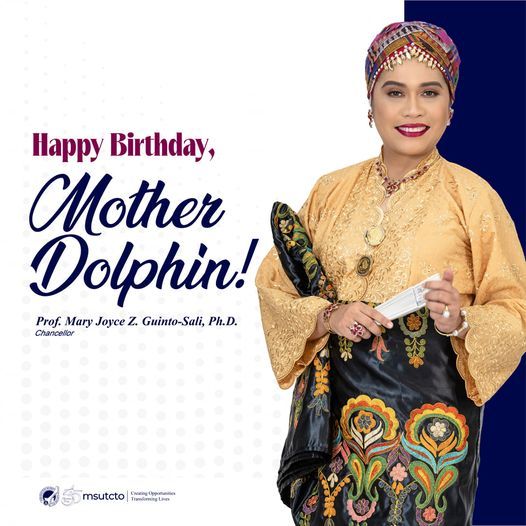 Happy Birthday,
Mother
Dolphin!
Prof. Mary Joyce Z. Guinto-Sali, Ph.D.
Chancellor
msutcto
Creating Opportunities
Transforming Lives